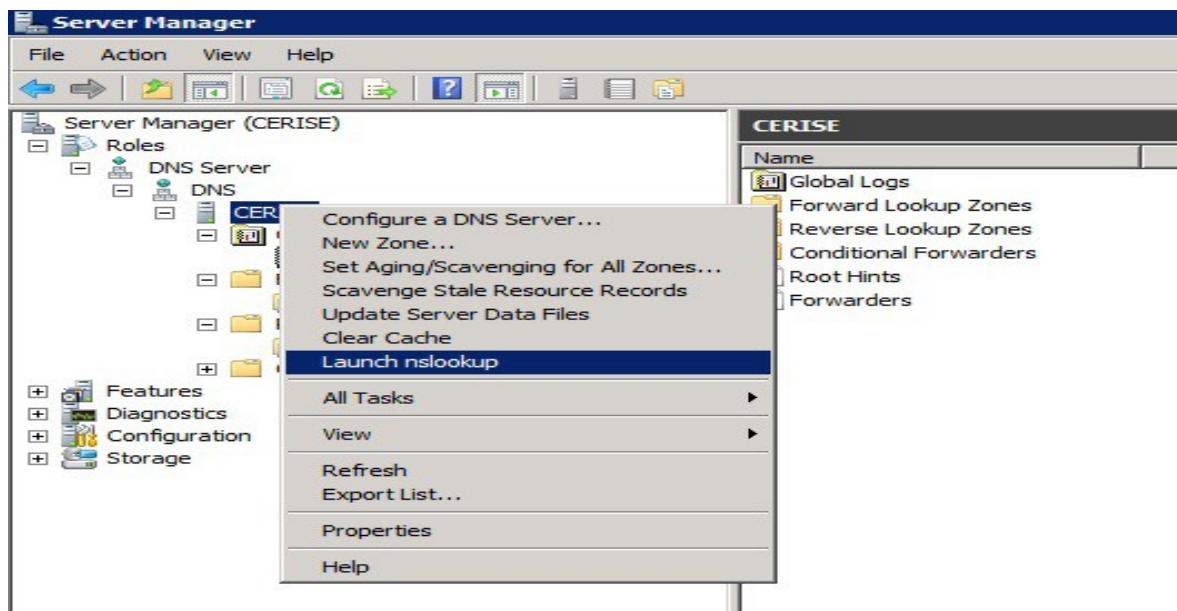 Server Manager
File Action View Help
Server Manager (CERISE)
Roles
DNS Server
DNS
CER
Features
Diagnostics
Configuration
Storage
Configure a DNS Server...
New Zone...
Set Aging/Scavenging for All Zones...
Scavenge Stale Resource Records
Update Server Data Files
Clear Cache
Launch nslookup
All Tasks
View
Refresh
Export List...
Properties
Help
CERISE
Name
Global Logs
Forward Lookup Zones
Reverse Lookup Zones
Conditional Forwarders
Root Hints
Forwarders